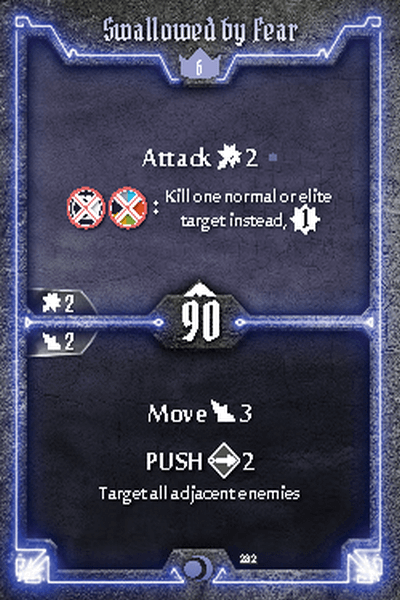 Swallowed by Fear
6
Attack 2
: Kill one normal or elite
target instead, 1
2
90
2
Move 3
PUSH 2
Target all adjacent enemies